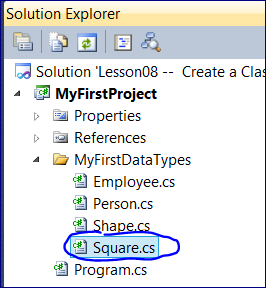 Solution Explorer
Solution 'Lesson08 -- Create a Clas
MyFirstProject
Properties
References
MyFirstDataTypes
Employee.cs
Person.cs
Shape.cs
Square.cs
Program.cs